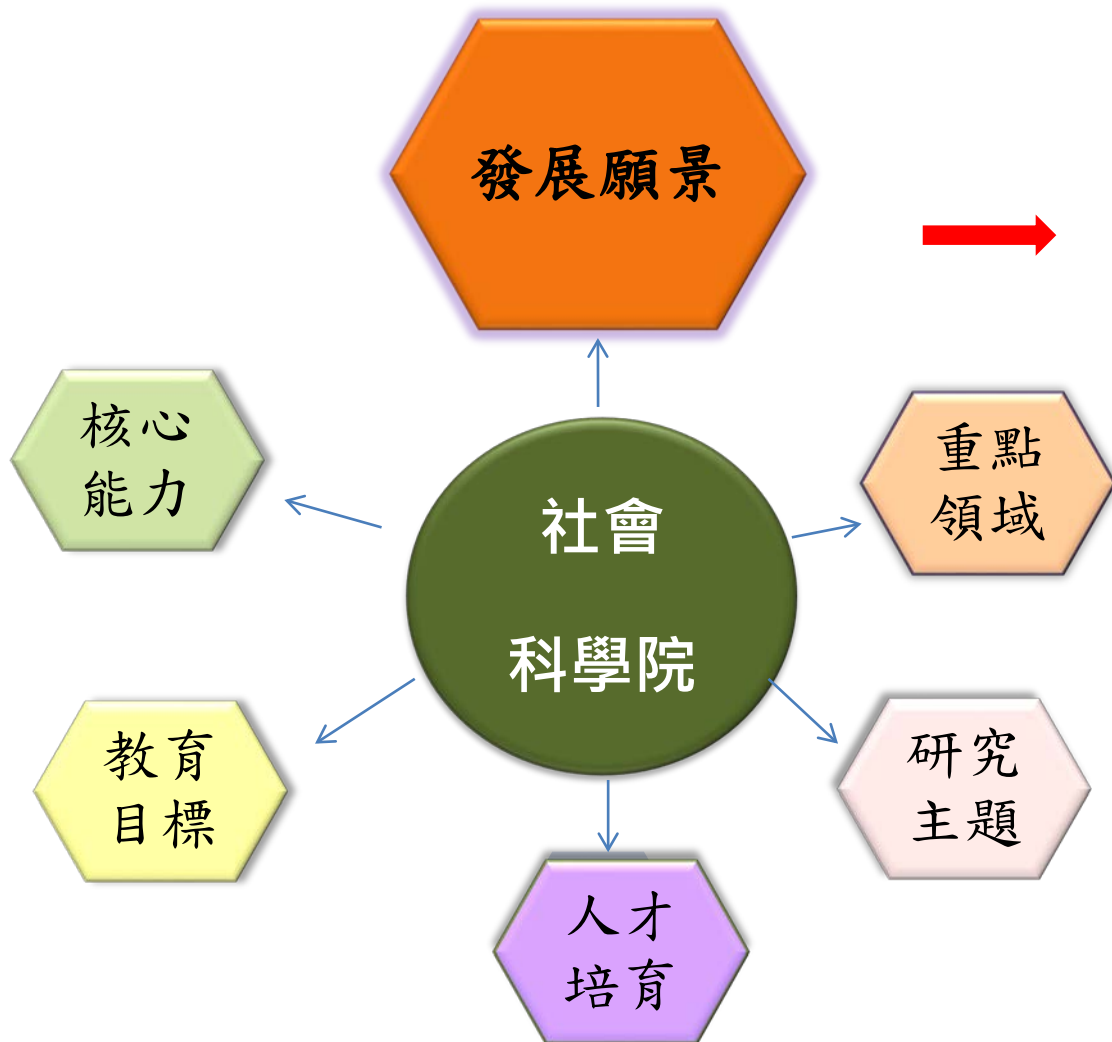 發展願景
核心
能力
重點
領域
社會
科學院
教育
目標
研究
主題
人才
培育